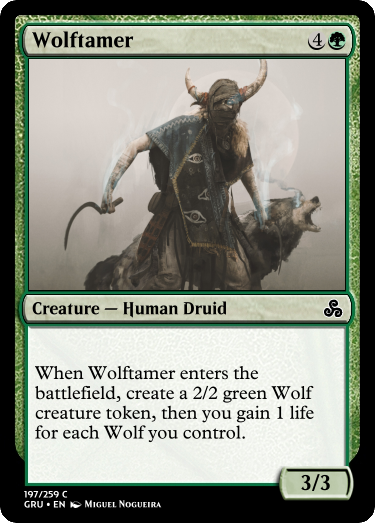 Wolftamer 4
Creature — Human Druid
When Wolftamer enters the
battlefield, create a 2/2 green Wolf
creature token, then you gain 1 life
for each Wolf you control.
3/3
197/259 C
GRU • EN Miguel Nogueira